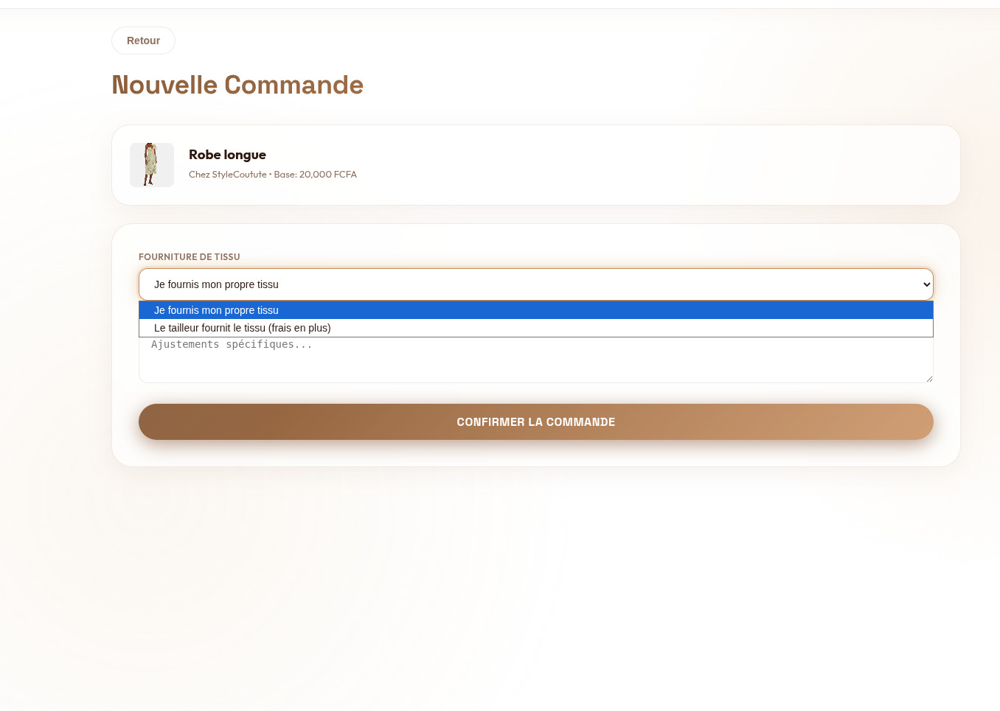 Retour
Nouvelle Commande
Robe longue
Chez StyleCoutute • Base: 20,000 FCFA
FOURNITURE DE TISSU
Je fournis mon propre tissu
Je fournis mon propre tissu
Le tailleur fournit le tissu (frais en plus)
Ajustements spécifiques...
CONFIRMER LA COMMANDE